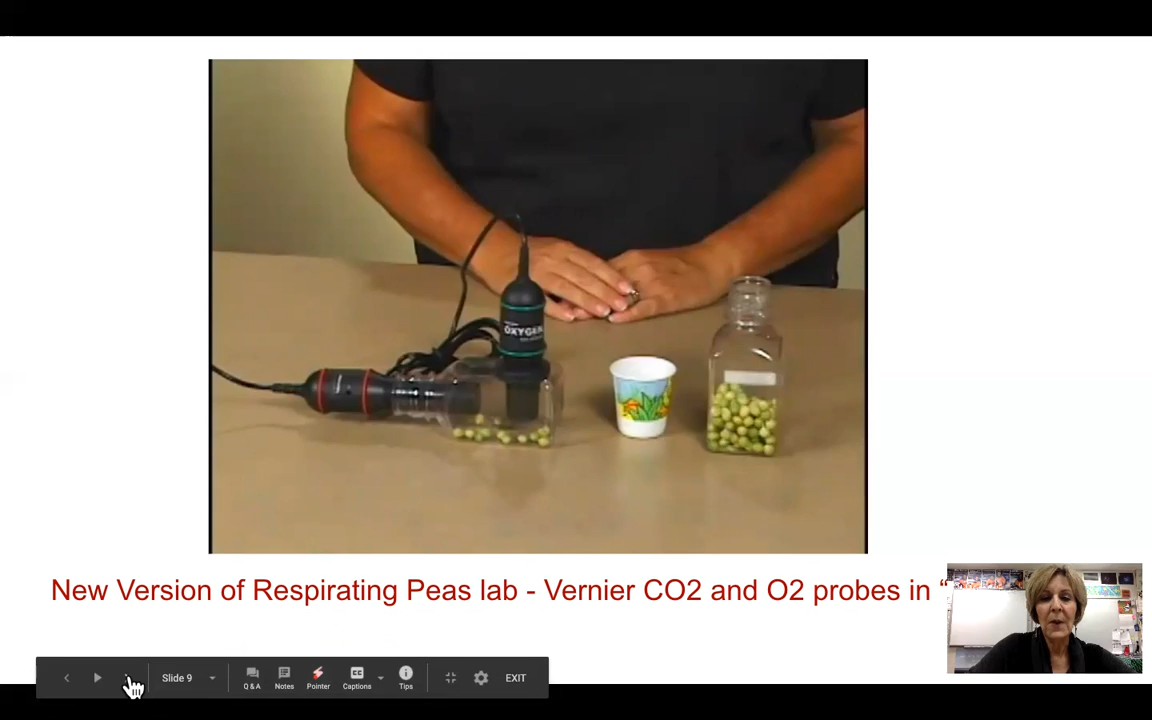 OXYGEN
New Version of Respirating Peas lab - Vernier CO2 and O2 probes in “
Slide 9
Q & A
Notes
Pointer
CC
Captions
Tips
EXIT